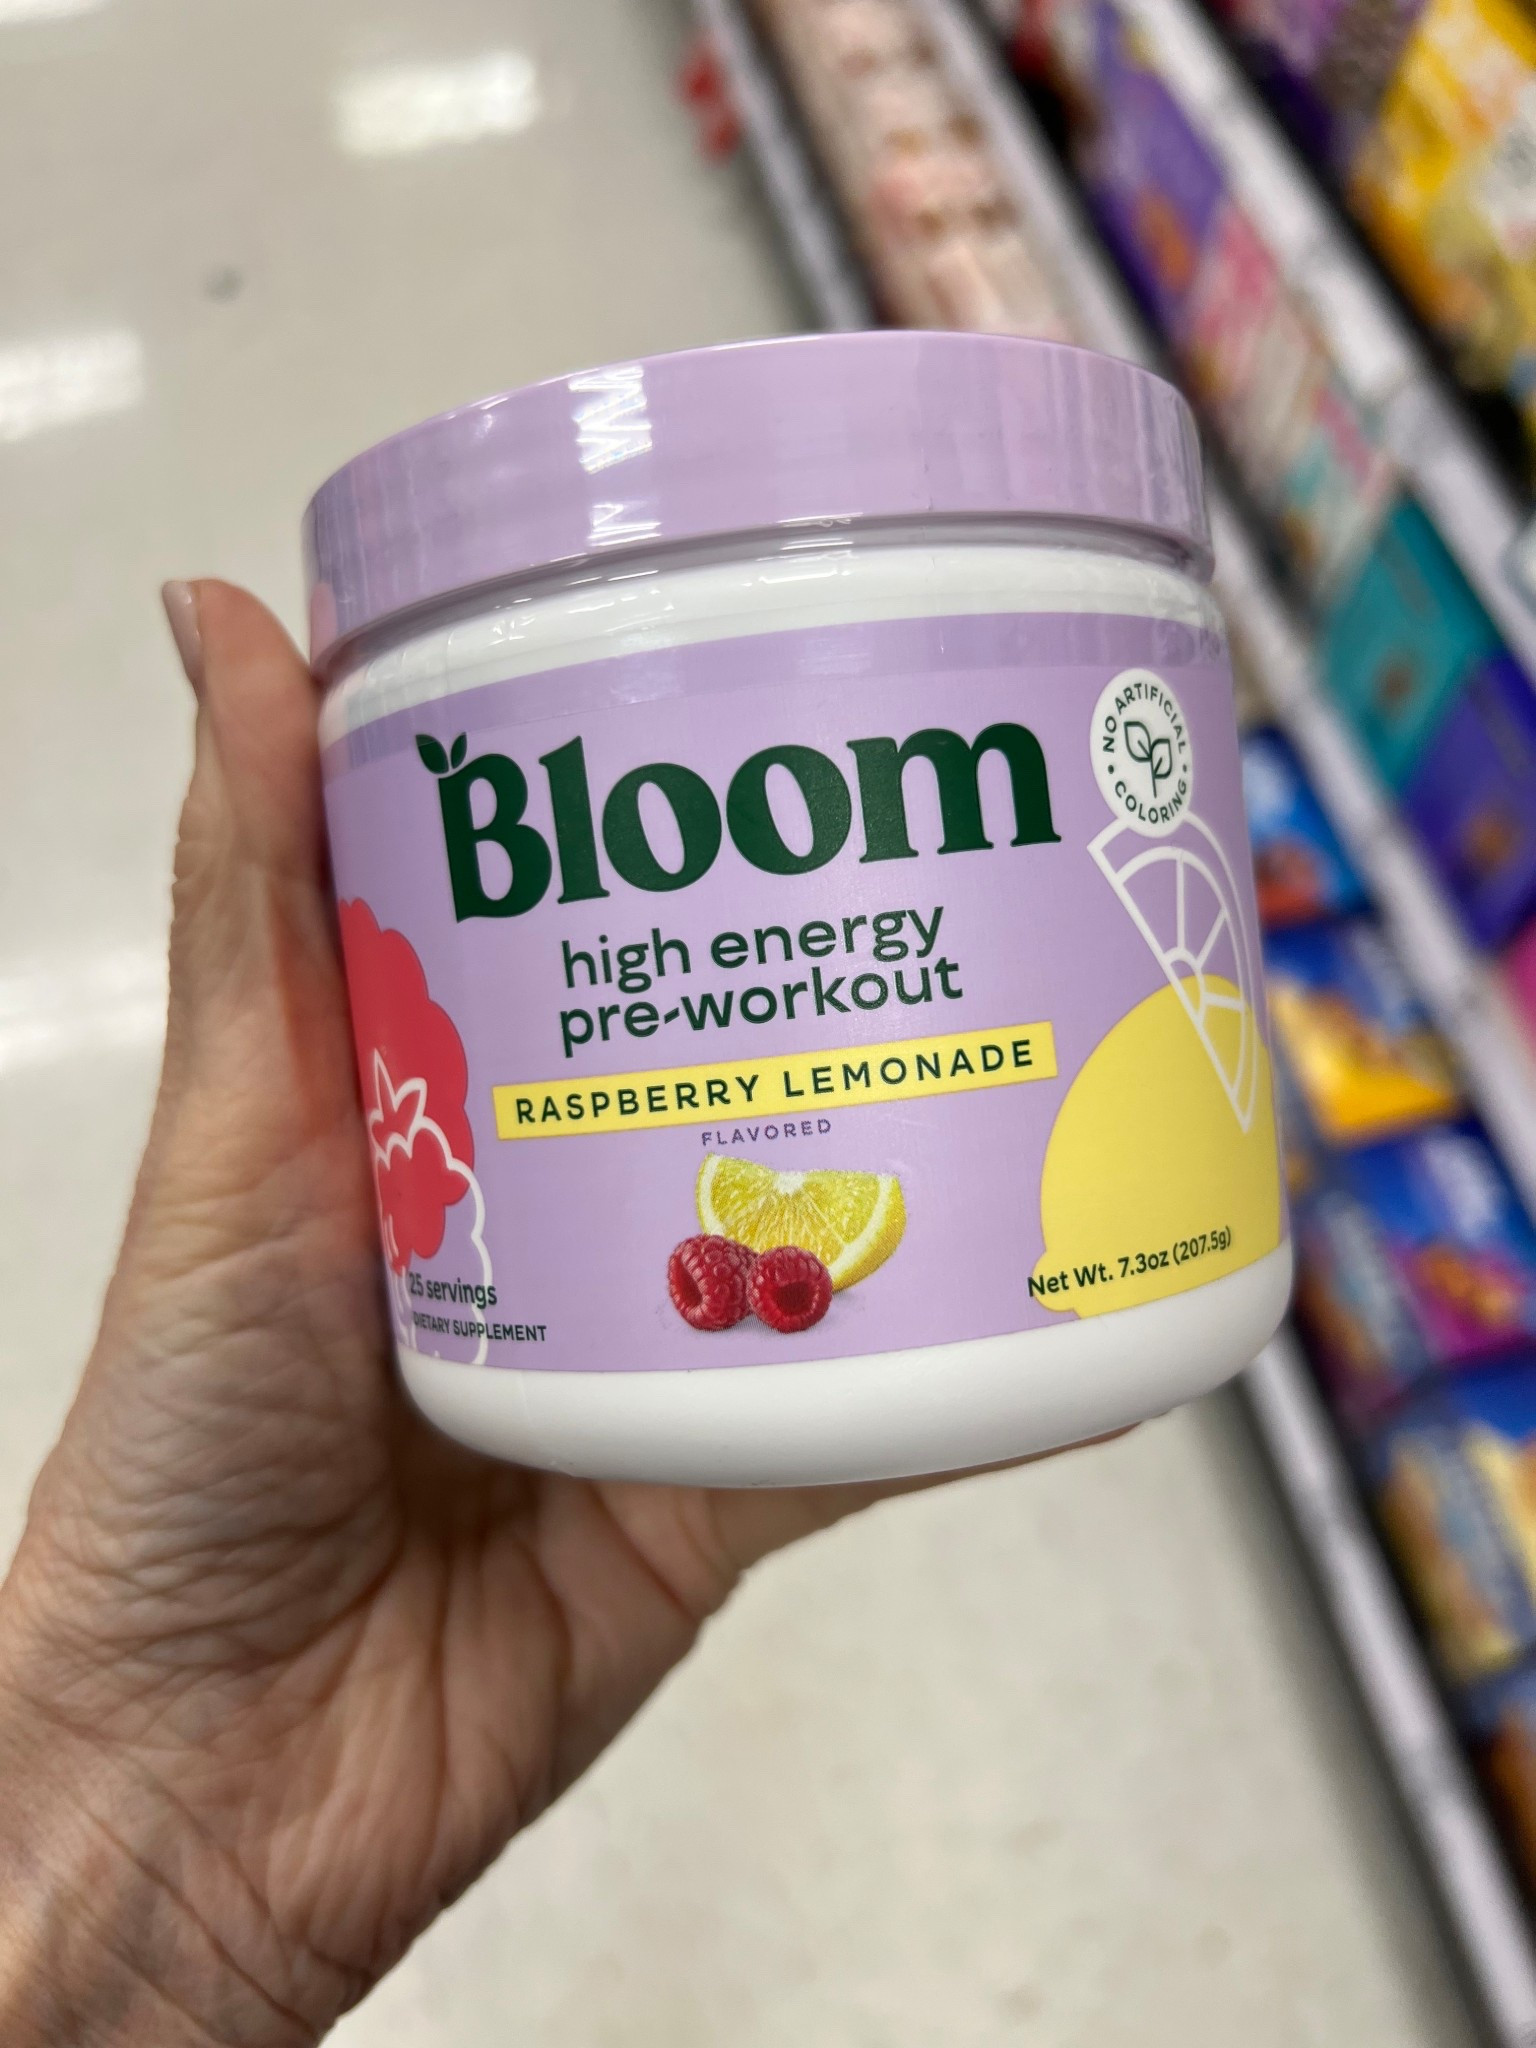 Bloom
NO ARTIFICIAL
COLORING
high energy
pre-workout
RASPBERRY LEMONADE
FLAVORED
25 servings
DIETARY SUPPLEMENT
Net Wt. 7.3oz (207.5g)